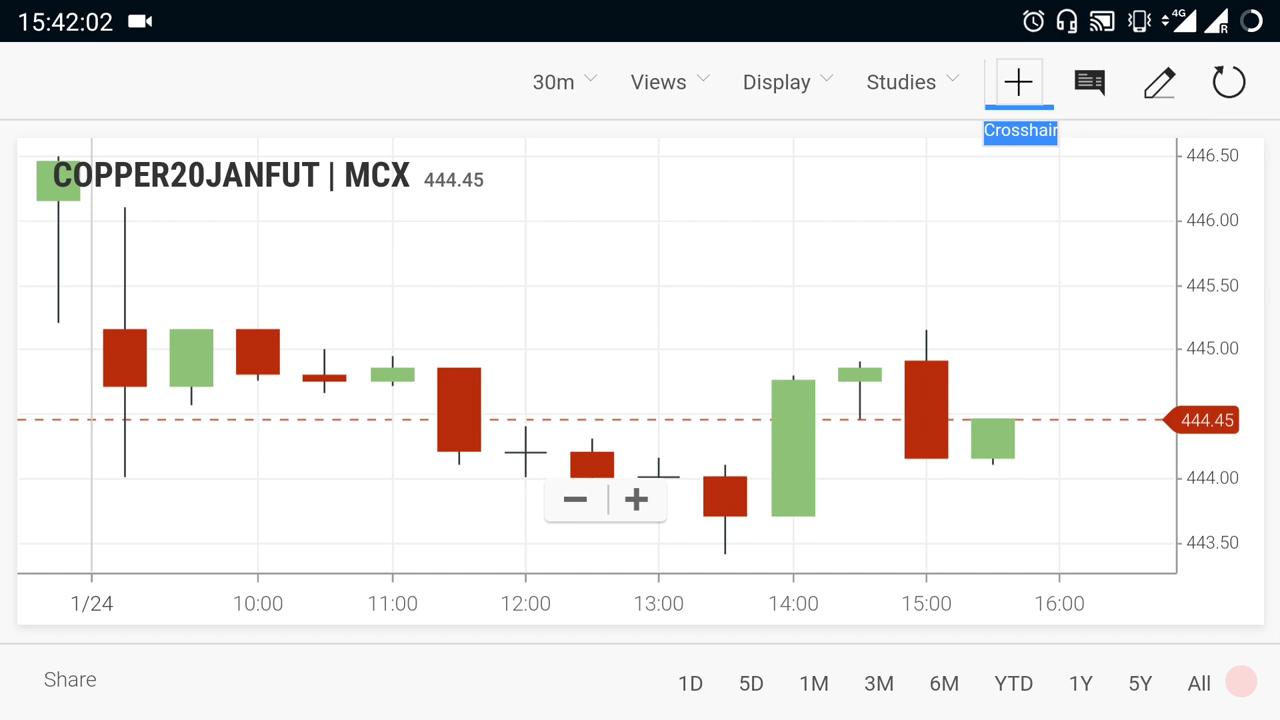 15:42:02
4G
R
30m
Views
Display
Studies
Crosshair
COPPER20JANFUT | MCX 444.45
446.50
446.00
445.50
445.00
444.45
444.00
443.50
1/24
10:00
11:00
12:00
13:00
14:00
15:00
16:00
Share
1D
5D
1M
3M
6M
YTD
1Y
5Y
All